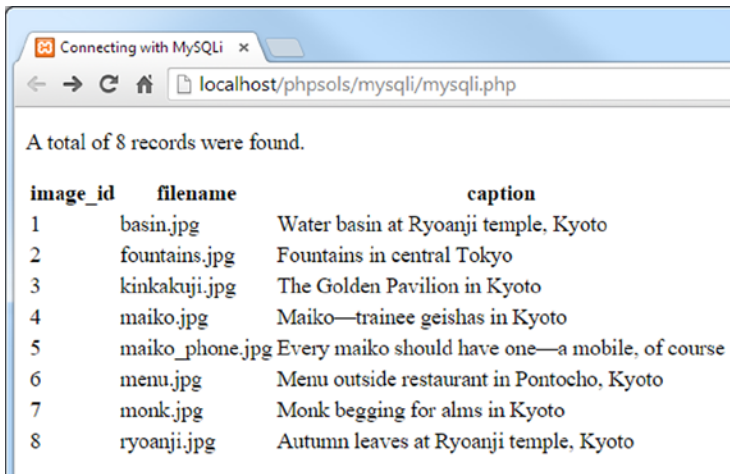 Connecting with MySQLi
localhost/phpsols/mysqli/mysqli.php
A total of 8 records were found.
image_id filename caption
1 basin.jpg Water basin at Ryoanji temple, Kyoto
2 fountains.jpg Fountains in central Tokyo
3 kinkakuji.jpg The Golden Pavilion in Kyoto
4 maiko.jpg Maiko—trainee geishas in Kyoto
5 maiko_phone.jpg Every maiko should have one—a mobile, of course
6 menu.jpg Menu outside restaurant in Pontocho, Kyoto
7 monk.jpg Monk begging for alms in Kyoto
8 ryoanji.jpg Autumn leaves at Ryoanji temple, Kyoto